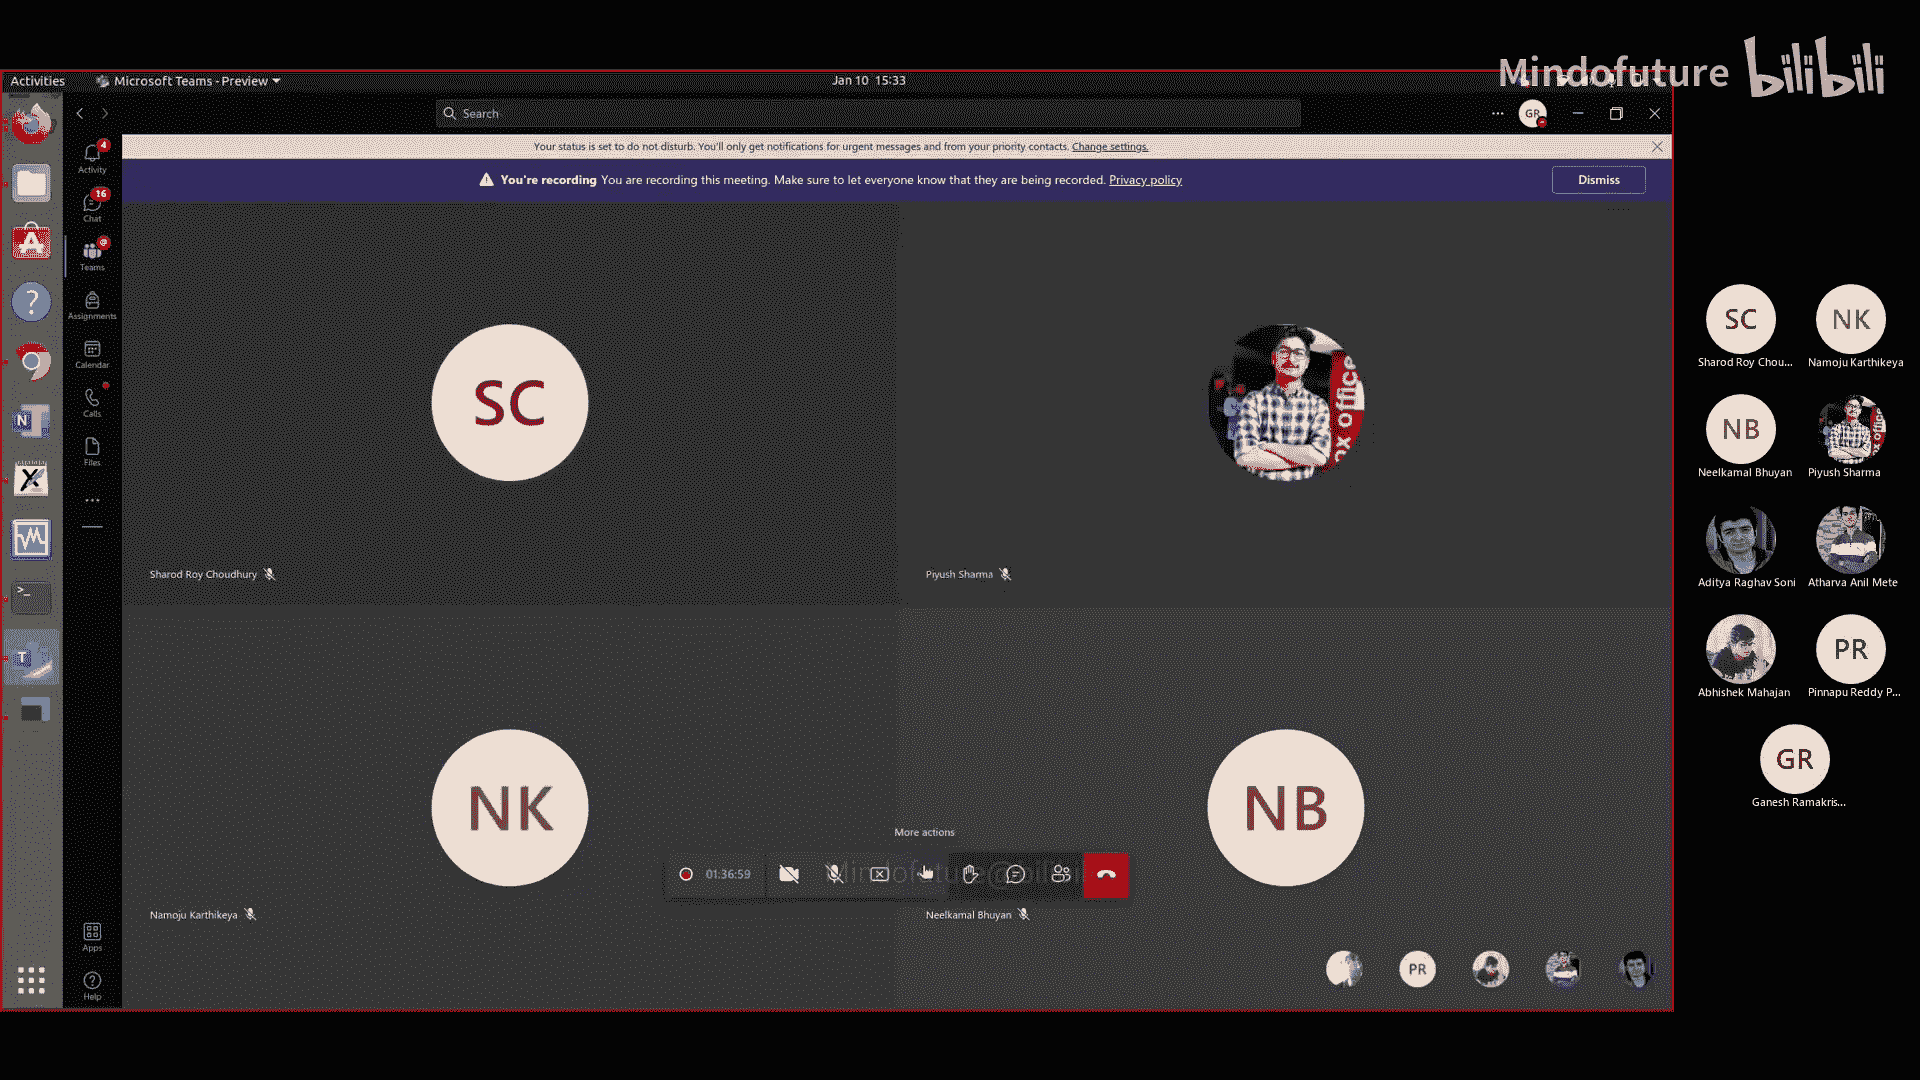 Mindofuture bilibili
Activities
Microsoft Teams - Preview
Jan 10 15:33
Search
GR
Your status is set to do not disturb. You'll only get notifications for urgent messages and from your priority contacts. Change settings.
You're recording You are recording this meeting. Make sure to let everyone know that they are being recorded. Privacy policy
Dismiss
4
Activity
16
Chat
@
Teams
Assignments
Calendar
Calls
Files
Apps
Help
SC
Sharod Roy Choudhury
ox office
Piyush Sharma
NK
Namoju Karthikeya
NB
Neelkamal Bhuyan
More actions
01:36:59
PR
SC
Sharod Roy Chou...
NK
Namoju Karthikeya
NB
Neelkamal Bhuyan
Piyush Sharma
Aditya Raghav Soni
Atharva Anil Mete
Abhishek Mahajan
PR
Pinnapu Reddy P...
GR
Ganesh Ramakris...